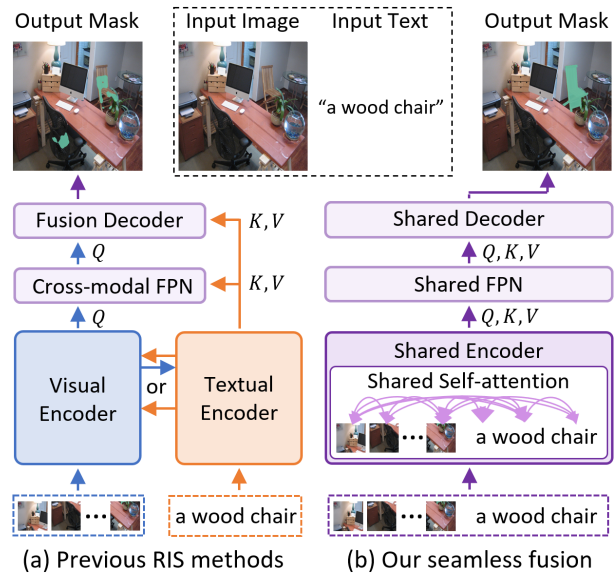 Output Mask
Input Image
Input Text
Output Mask
"a wood chair"
Fusion Decoder
K, V
Q
Cross-modal FPN
K, V
Q
Visual
Encoder
or
Textual
Encoder
a wood chair
(a) Previous RIS methods
Shared Decoder
Q, K, V
Shared FPN
Q, K, V
Shared Encoder
Shared Self-attention
a wood chair
a wood chair
(b) Our seamless fusion